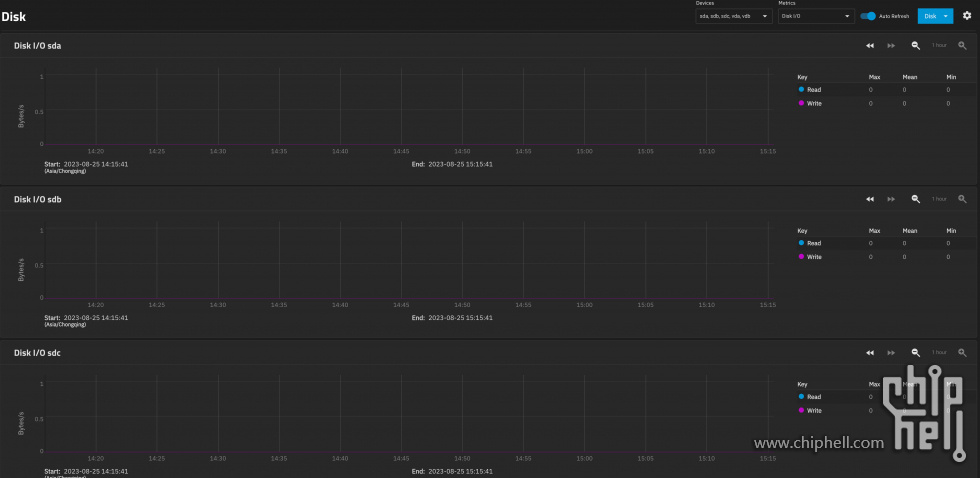 Devices Metrics
Disk sda, sdb, sdc, vda, vdb Disk I/O Auto Refresh Disk
Disk I/O sda 1 hour
Key Max Mean Min
Read 0 0 0
Write 0 0 0
Bytes/s
1
0.5
0
14:20 14:25 14:30 14:35 14:40 14:45 14:50 14:55 15:00 15:05 15:10 15:15
Start: 2023-08-25 14:15:41 End: 2023-08-25 15:15:41
(Asia/Chongqing)
Disk I/O sdb 1 hour
Key Max Mean Min
Read 0 0 0
Write 0 0 0
Bytes/s
1
0.5
0
14:20 14:25 14:30 14:35 14:40 14:45 14:50 14:55 15:00 15:05 15:10 15:15
Start: 2023-08-25 14:15:41 End: 2023-08-25 15:15:41
(Asia/Chongqing)
Disk I/O sdc 1 hour
Key Max Mean
Read 0
Write 0
Bytes/s
1
0.5
0
14:20 14:25 14:30 14:35 14:40 14:45 14:50 14:55 15:00 15:05 15:10 15:15
Start: 2023-08-25 14:15:41 End: 2023-08-25 15:15:41
www.chiphell.com
chip
hell